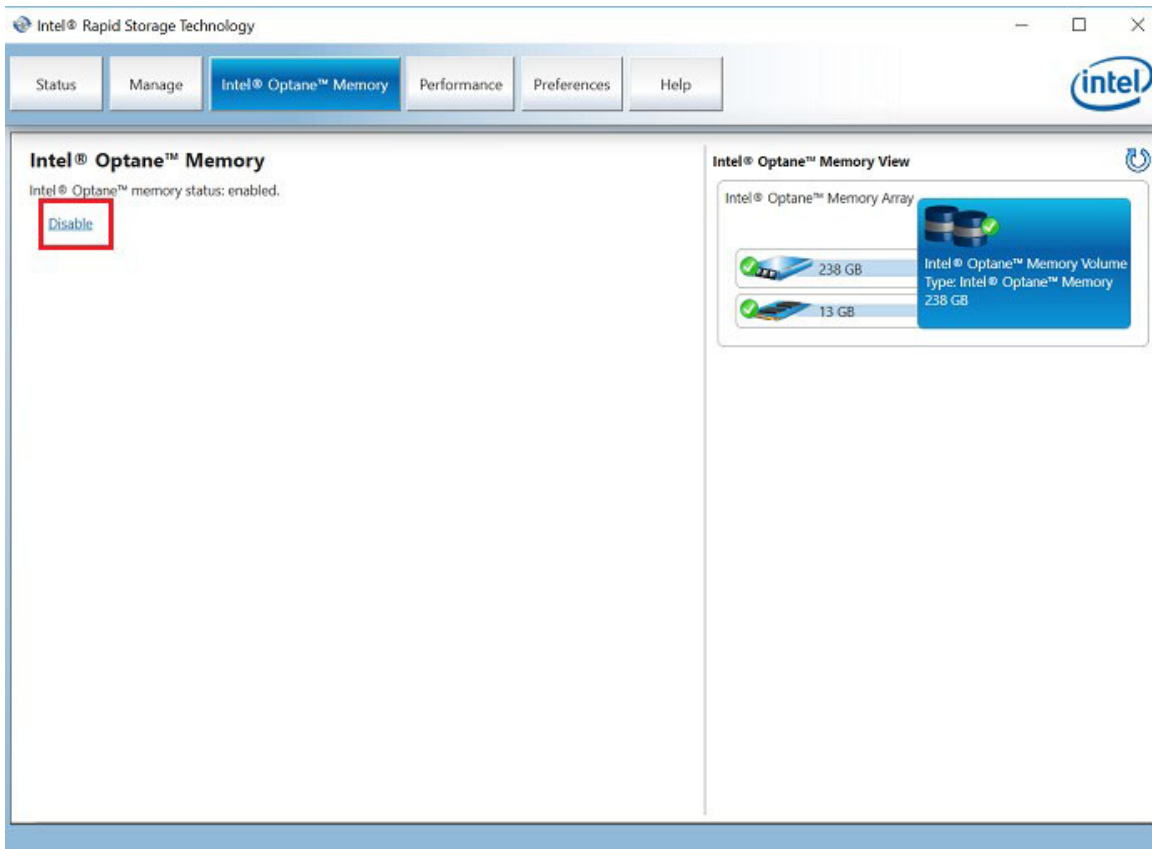 Intel® Rapid Storage Technology
Status
Manage
Intel® Optane™ Memory
Performance
Preferences
Help
intel
Intel® Optane™ Memory
Intel® Optane™ memory status: enabled.
Disable
Intel® Optane™ Memory View
Intel® Optane™ Memory Array
238 GB
13 GB
Intel® Optane™ Memory Volume
Type: Intel® Optane™ Memory
238 GB